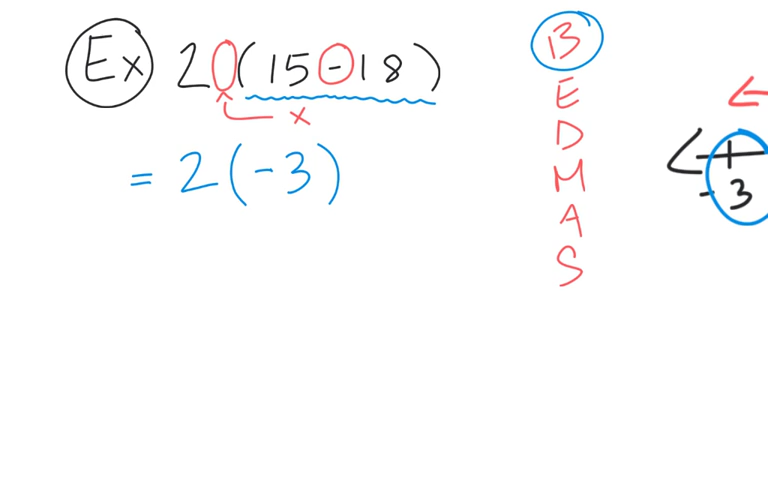 Ex 2(15-18)
x
= 2(-3)
B
E
D
M
A
S
-3